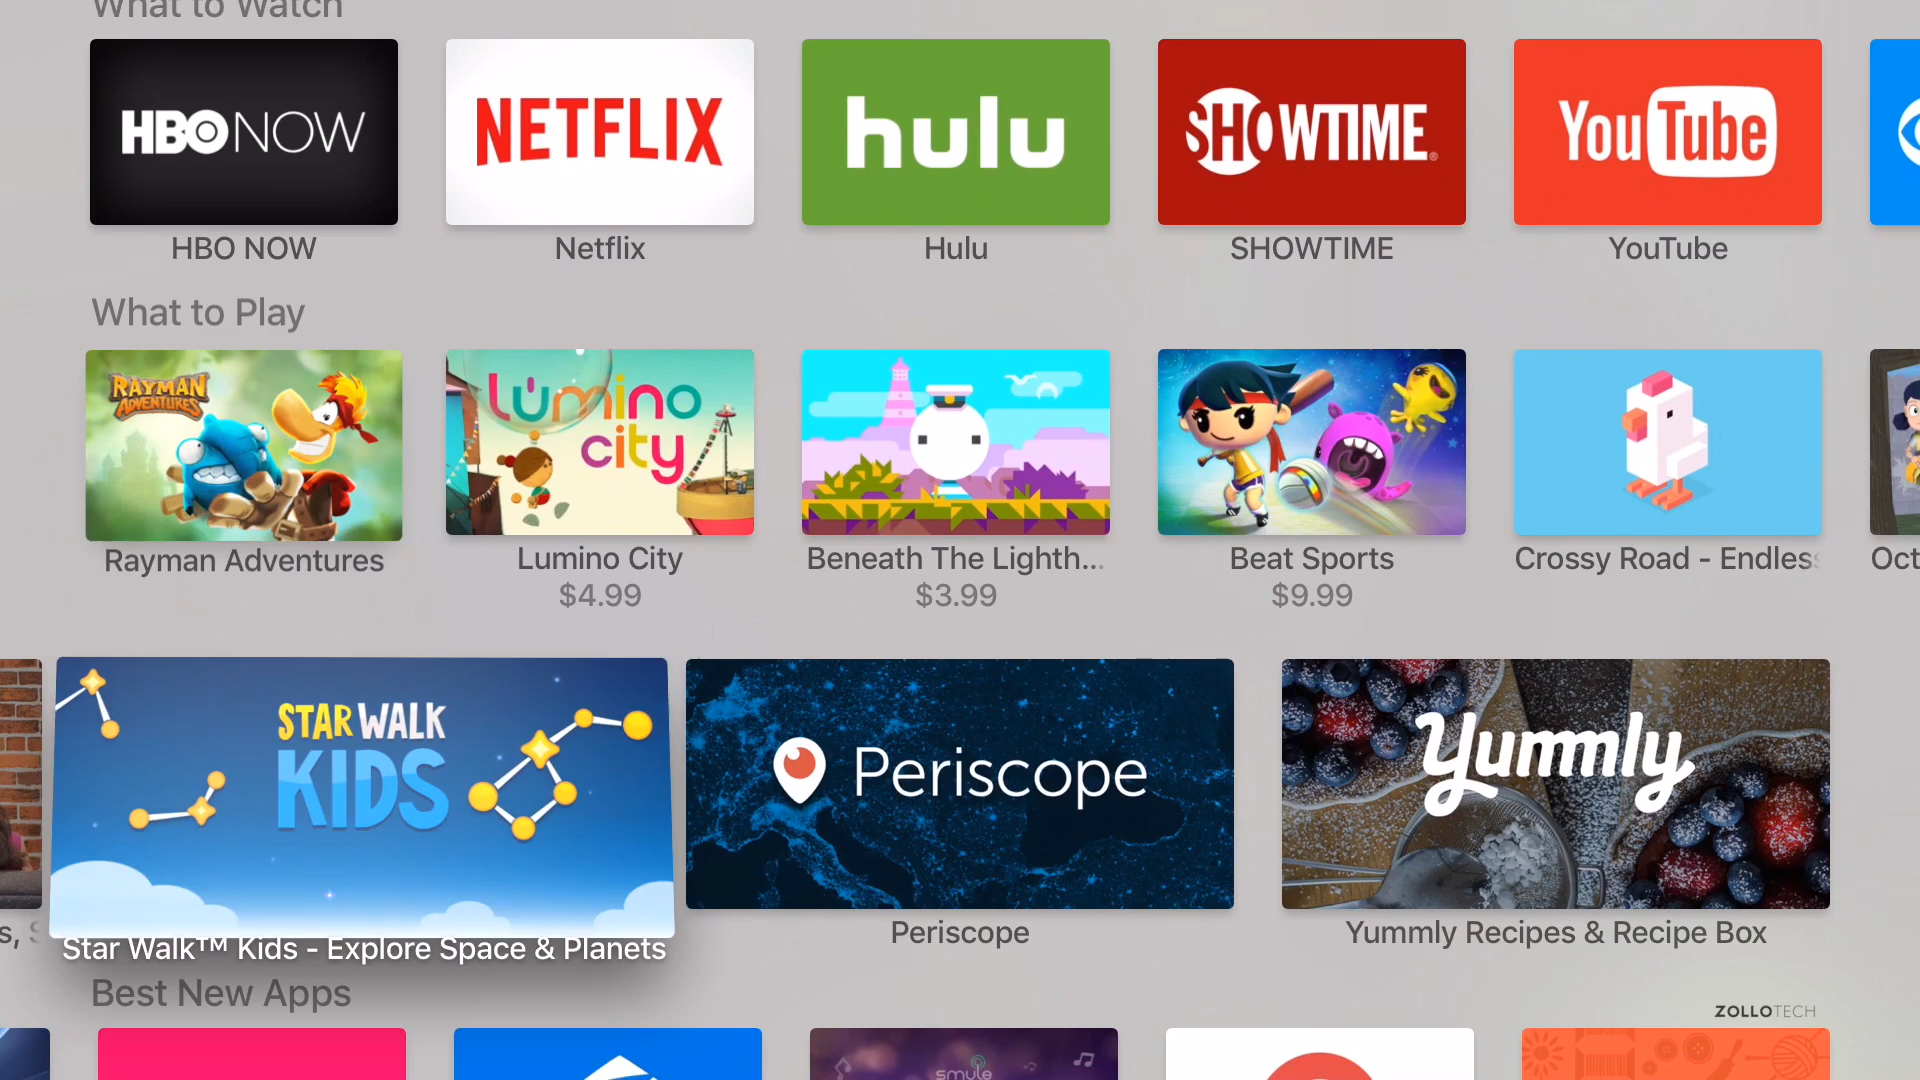 What to Watch
HBO NOW
NETFLIX
hulu
SHOWTIME
YouTube
HBO NOW
Netflix
Hulu
SHOWTIME
YouTube
What to Play
RAYMAN
ADVENTURES
Lumino
city
Rayman Adventures
Lumino City
Beneath The Lighth...
Beat Sports
Crossy Road - Endless
Oct
$4.99
$3.99
$9.99
STAR WALK
KIDS
Periscope
Yummly
Star Walk™ Kids - Explore Space & Planets
Periscope
Yummly Recipes & Recipe Box
Best New Apps
ZOLLOTECH
smule